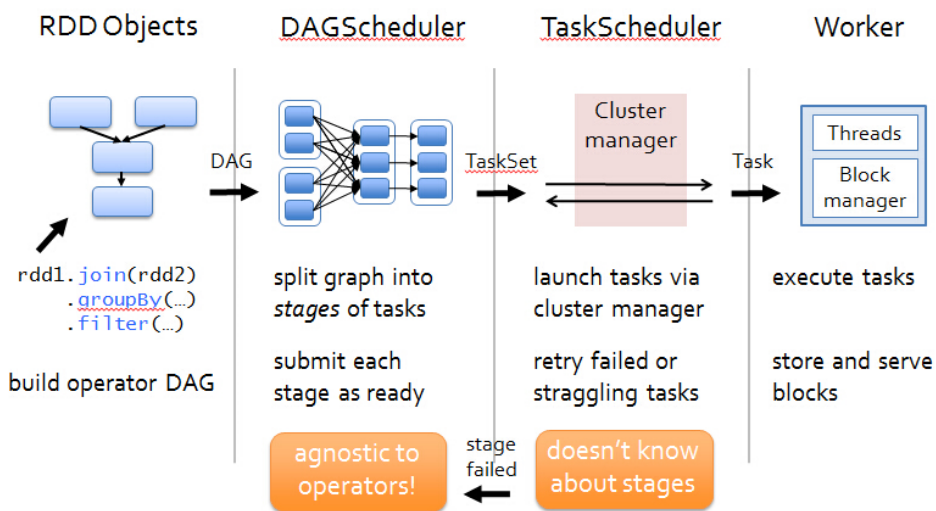 RDD Objects
DAGScheduler
TaskScheduler
Worker
DAG
TaskSet
Cluster
manager
Task
Threads
Block
manager
rdd1.join(rdd2)
.groupBy(…)
.filter(…)
build operator DAG
split graph into
stages of tasks
submit each
stage as ready
launch tasks via
cluster manager
retry failed or
straggling tasks
execute tasks
store and serve
blocks
agnostic to
operators!
stage
failed
doesn't know
about stages